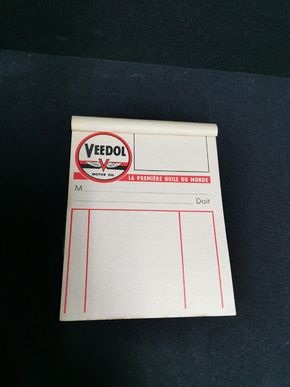 VEEDOL
MOTOR OIL
LA PREMIÈRE HUILE DU MONDE
M
Doit